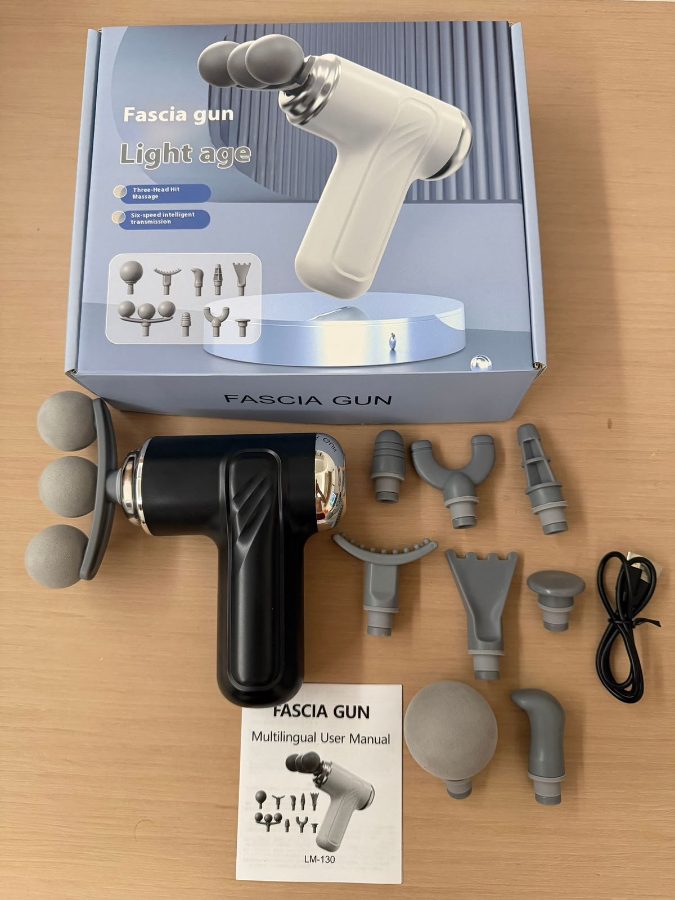 Fascia gun
Light age
Three-Head Hit
Massage
Six-speed intelligent
transmission
FASCIA GUN
FASCIA GUN
Multilingual User Manual
LM-130